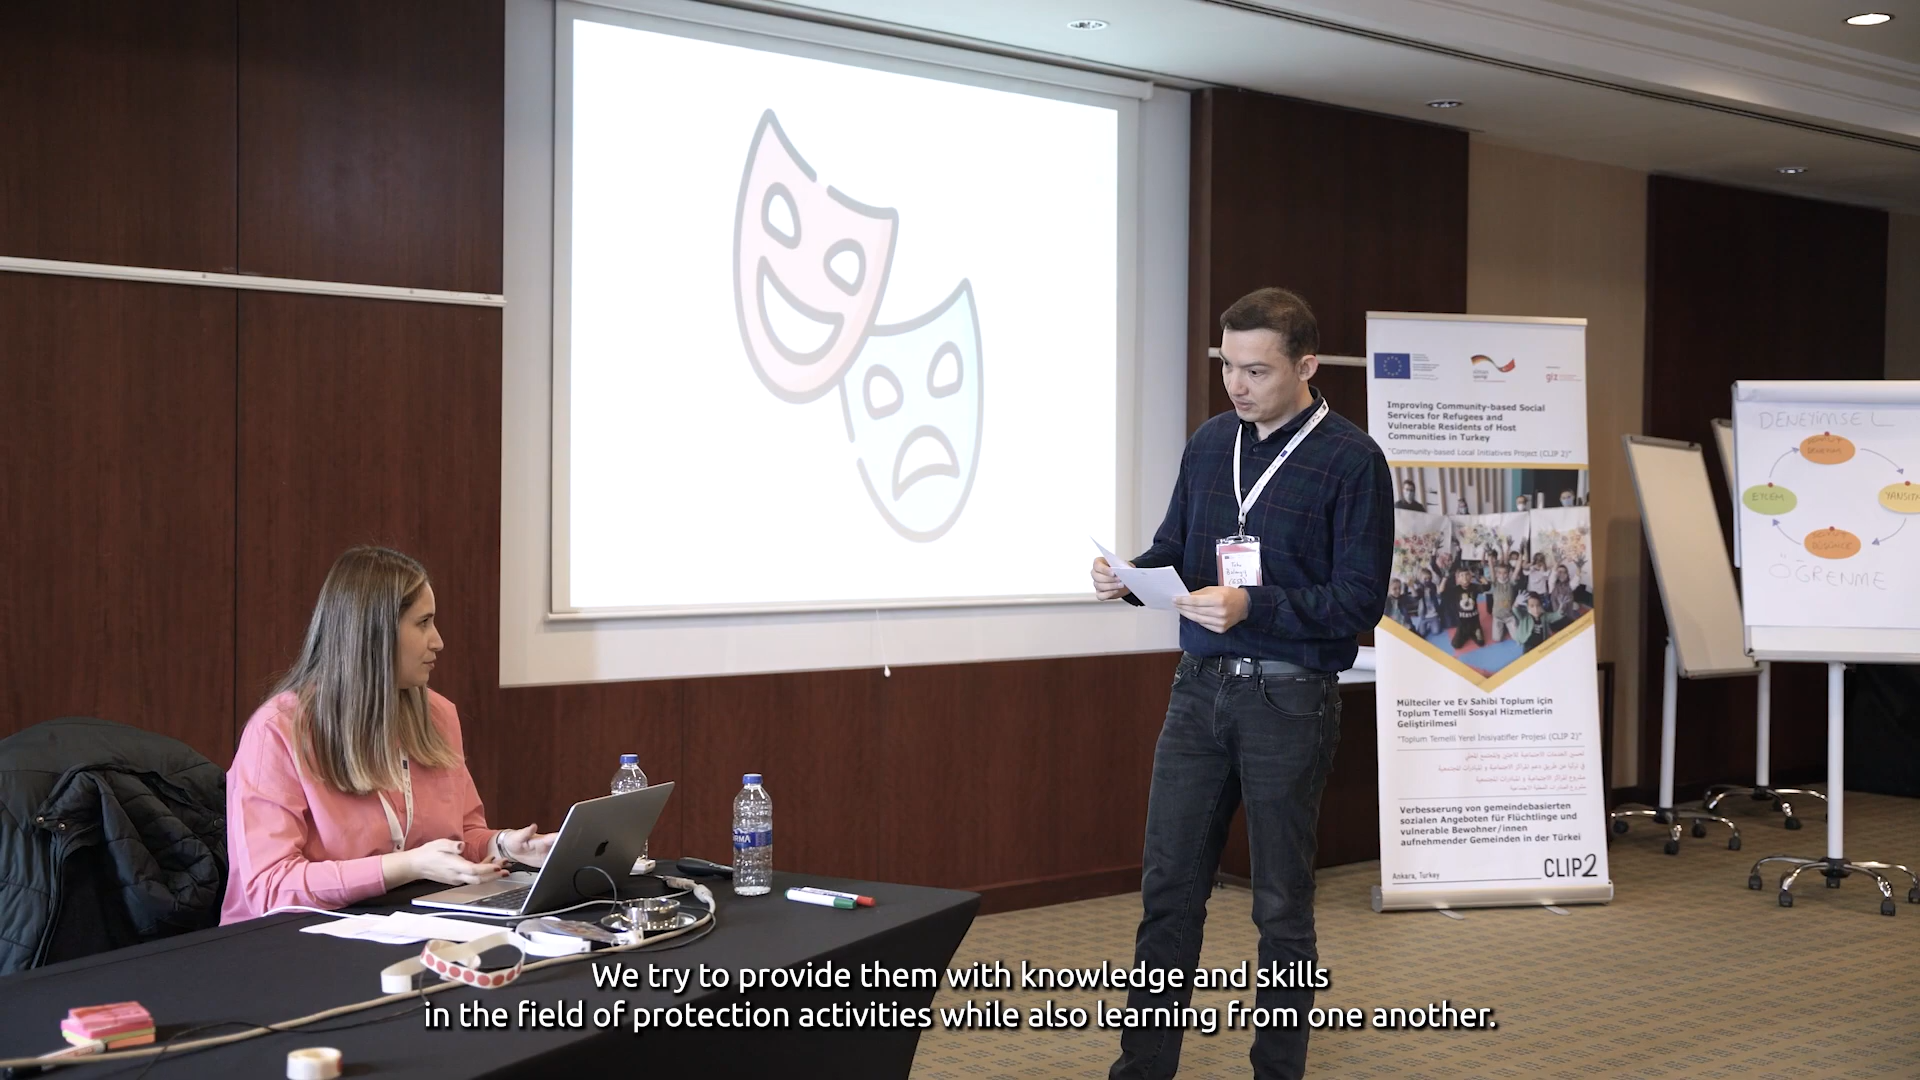 Improving Community-based Social
Services for Refugees and
Vulnerable Residents of Host
Communities in Turkey
"Community-based Local Initiatives Project (CLIP 2)"
giz
Mülteciler ve Ev Sahibi Toplum için
Toplum Temelli Sosyal Hizmetlerin
Geliştirilmesi
"Toplum Temelli Yerel İnisiyatifler Projesi (CLIP 2)"
Verbesserung von gemeindebasierten
sozialen Angeboten für Flüchtlinge und
vulnerable Bewohner/innen
aufnehmender Gemeinden in der Türkei
Ankara, Turkey
CLIP2
DENEYİMSEL
EYLEM
YANSITM
ÖĞRENME
We try to provide them with knowledge and skills
in the field of protection activities while also learning from one another.